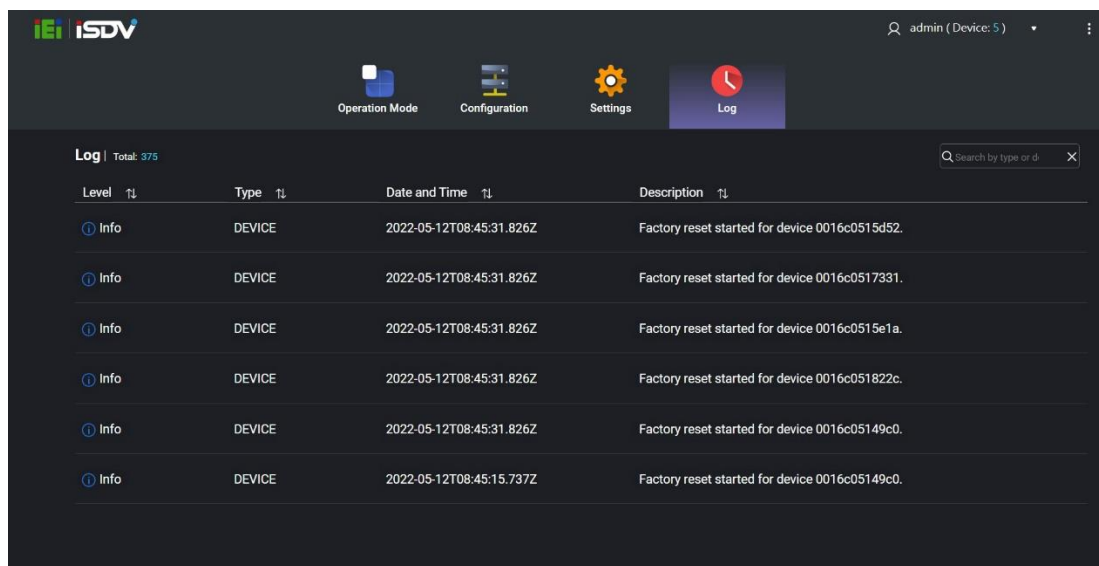 iEi iSDV admin ( Device: 5 )
Operation Mode Configuration Settings Log
Log | Total: 375 Search by type or d
Level Type Date and Time Description
Info DEVICE 2022-05-12T08:45:31.826Z Factory reset started for device 0016c0515d52.
Info DEVICE 2022-05-12T08:45:31.826Z Factory reset started for device 0016c0517331.
Info DEVICE 2022-05-12T08:45:31.826Z Factory reset started for device 0016c0515e1a.
Info DEVICE 2022-05-12T08:45:31.826Z Factory reset started for device 0016c051822c.
Info DEVICE 2022-05-12T08:45:31.826Z Factory reset started for device 0016c05149c0.
Info DEVICE 2022-05-12T08:45:15.737Z Factory reset started for device 0016c05149c0.